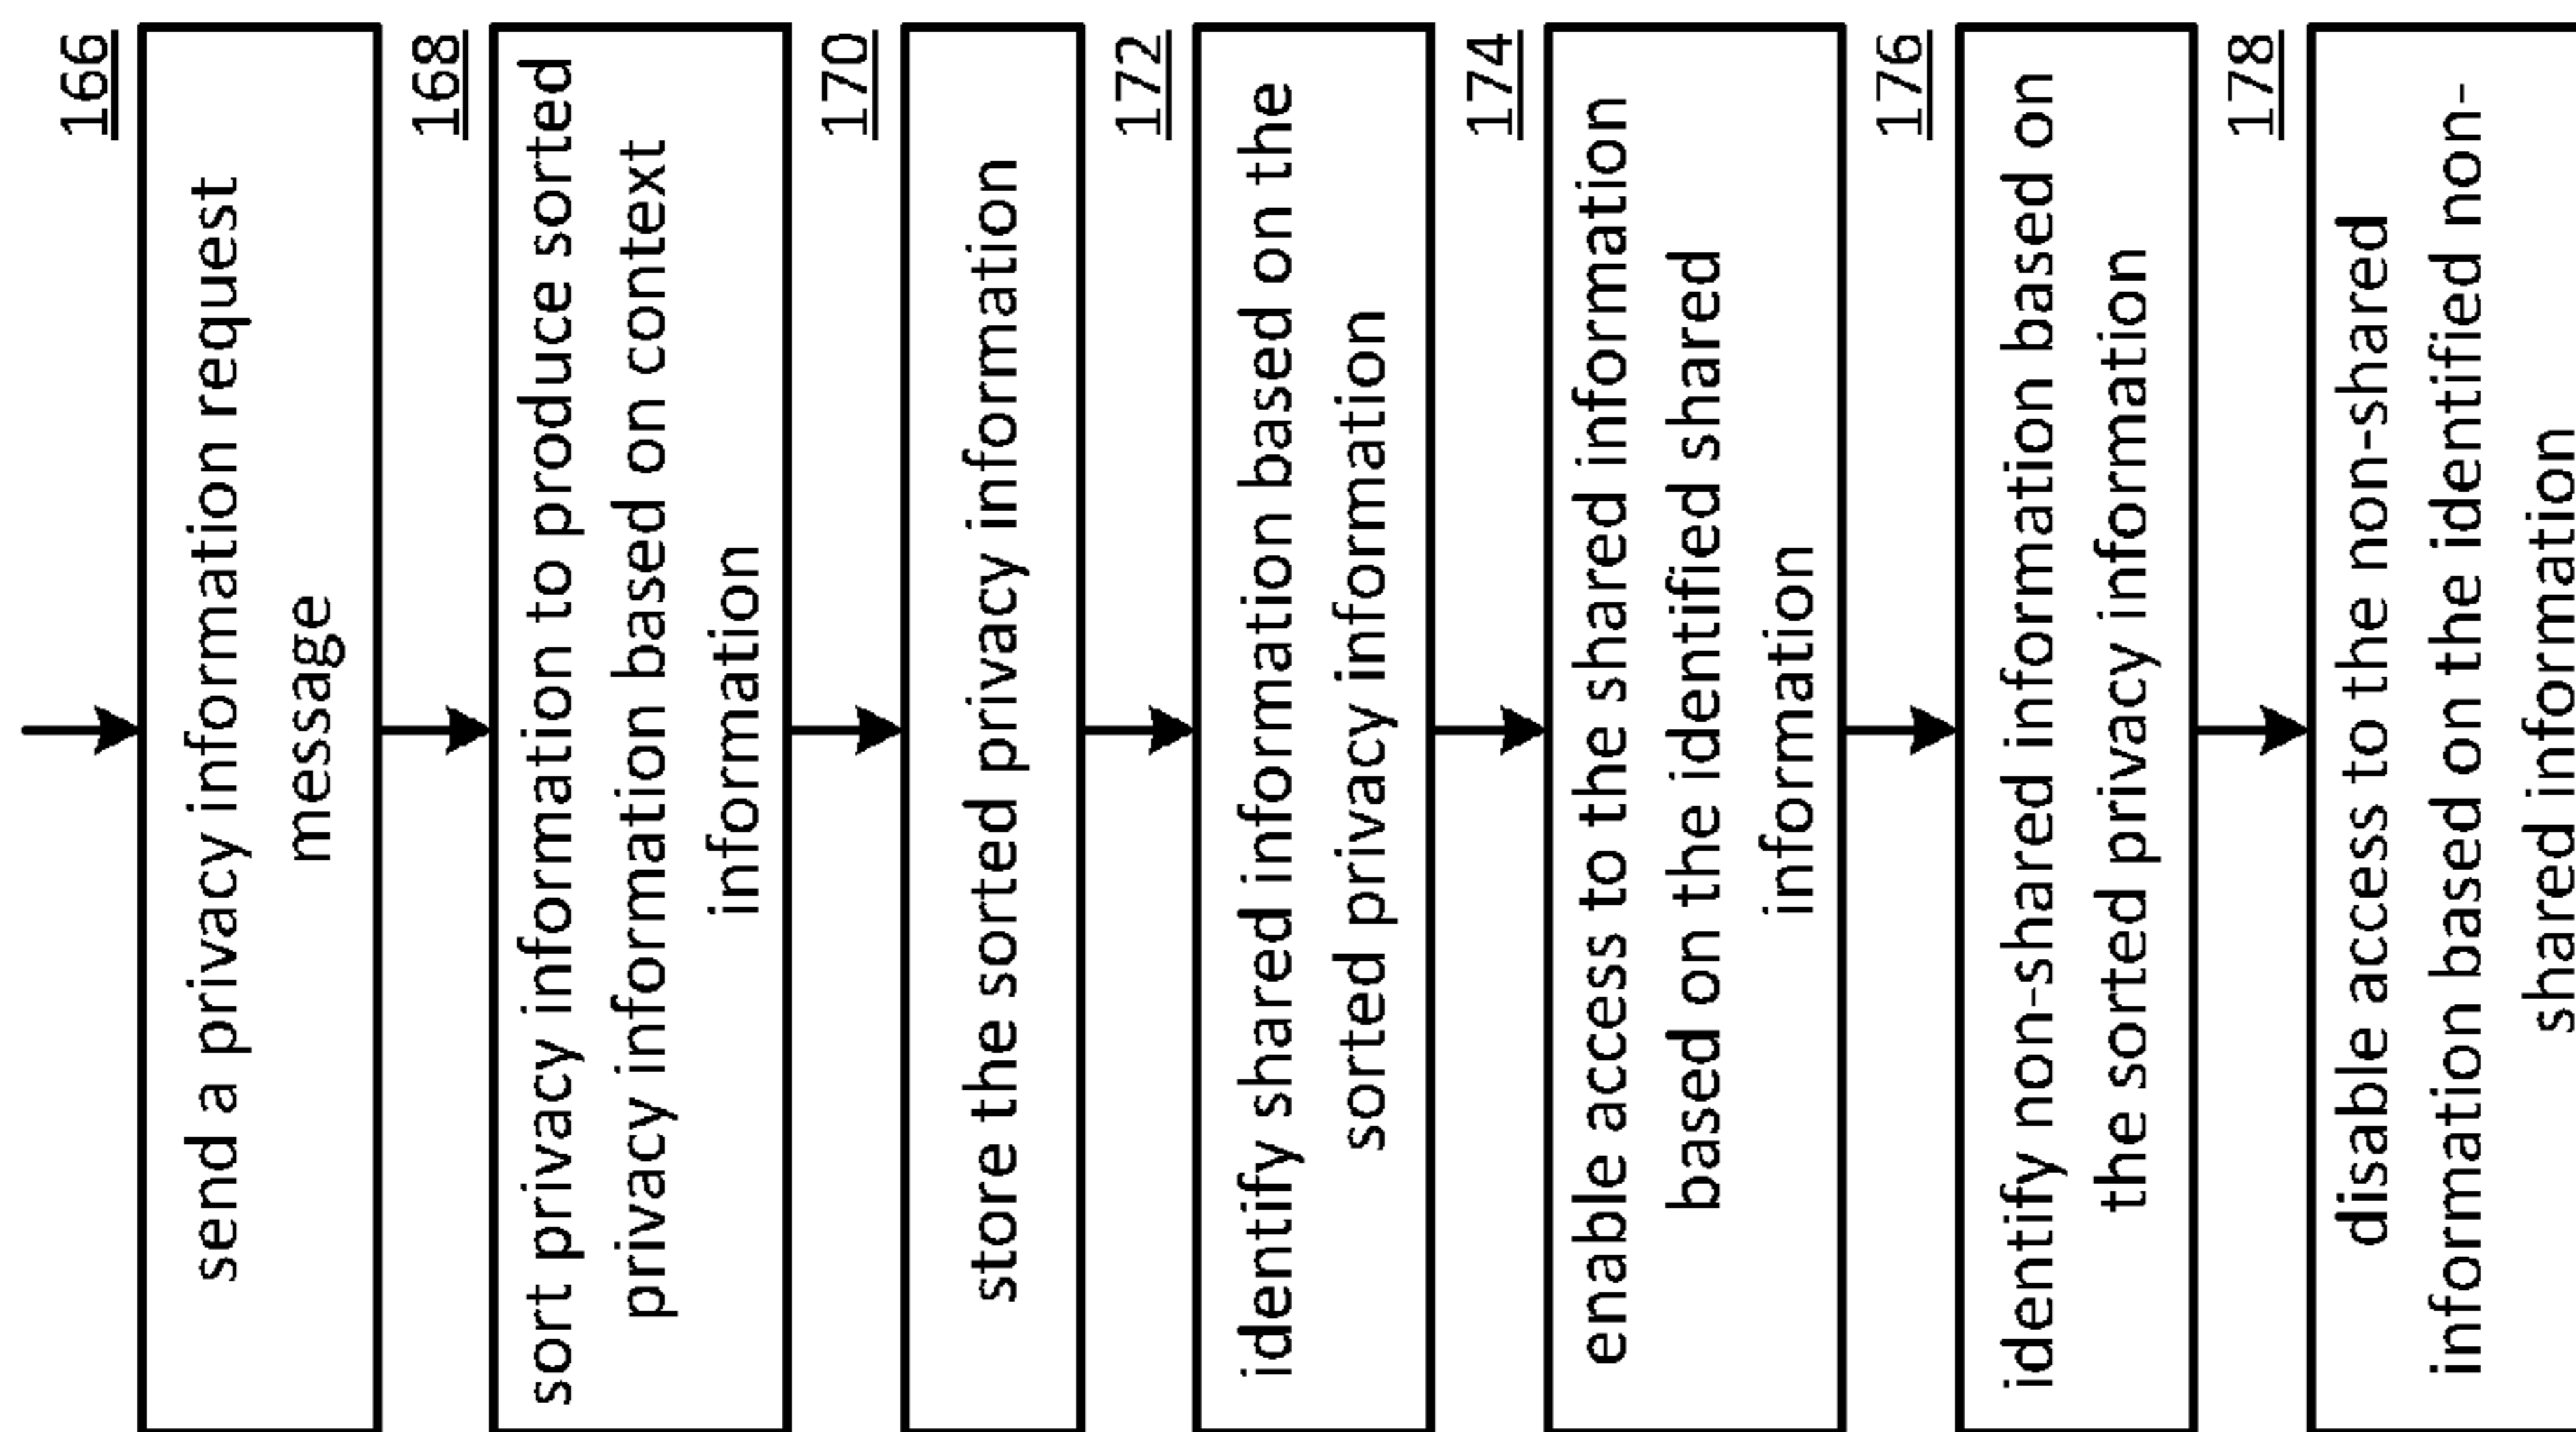 166
send a privacy information request
message
168
sort privacy information to produce sorted
privacy information based on context
information
170
store the sorted privacy information
172
identify shared information based on the
sorted privacy information
174
enable access to the shared information
based on the identified shared
information
176
identify non-shared information based on
the sorted privacy information
178
disable access to the non-shared
information based on the identified non-
shared information